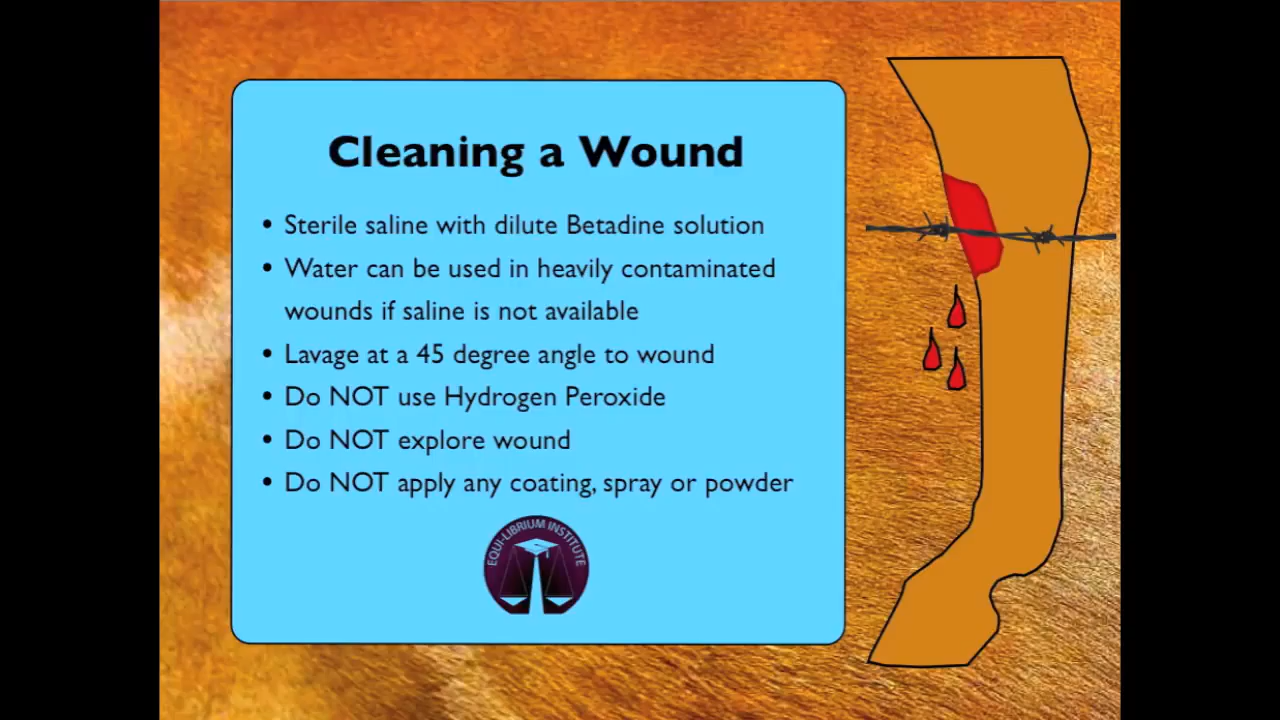 Cleaning a Wound
• Sterile saline with dilute Betadine solution
• Water can be used in heavily contaminated
wounds if saline is not available
• Lavage at a 45 degree angle to wound
• Do NOT use Hydrogen Peroxide
• Do NOT explore wound
• Do NOT apply any coating, spray or powder
EQUI-LIBRIUM INSTITUTE